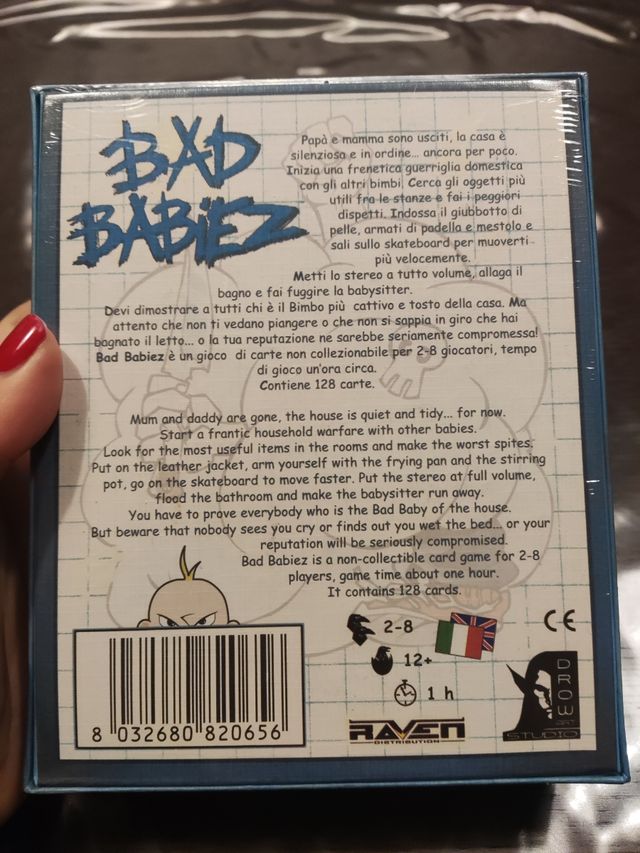 BAD
BABIEZ
Papà e mamma sono usciti, la casa è
silenziosa e in ordine... ancora per poco.
Inizia una frenetica guerriglia domestica
con gli altri bimbi. Cerca gli oggetti più
utili fra le stanze e fai i peggiori
dispetti. Indossa il giubbotto di
pelle, armati di padella e mestolo e
sali sullo skateboard per muoverti
più velocemente.
Metti lo stereo a tutto volume, allaga il
bagno e fai fuggire la babysitter.
Devi dimostrare a tutti chi è il Bimbo più cattivo e tosto della casa. Ma
attento che non ti vedano piangere o che non si sappia in giro che hai
bagnato il letto... o la tua reputazione ne sarebbe seriamente compromessa!
Bad Babiez è un gioco di carte non collezionabile per 2-8 giocatori, tempo
di gioco un'ora circa.
Contiene 128 carte.
Mum and daddy are gone, the house is quiet and tidy... for now.
Start a frantic household warfare with other babies.
Look for the most useful items in the rooms and make the worst spites.
Put on the leather jacket, arm yourself with the frying pan and the stirring
pot, go on the skateboard to move faster. Put the stereo at full volume,
flood the bathroom and make the babysitter run away.
You have to prove everybody who is the Bad Baby of the house.
But beware that nobody sees you cry or finds out you wet the bed... or your
reputation will be seriously compromised.
Bad Babiez is a non-collectible card game for 2-8
players, game time about one hour.
It contains 128 cards.
2-8
CE
12+
1 h
8 032680 820656
RAVEN
DISTRIBUTION
DROW
ART
STUDIO